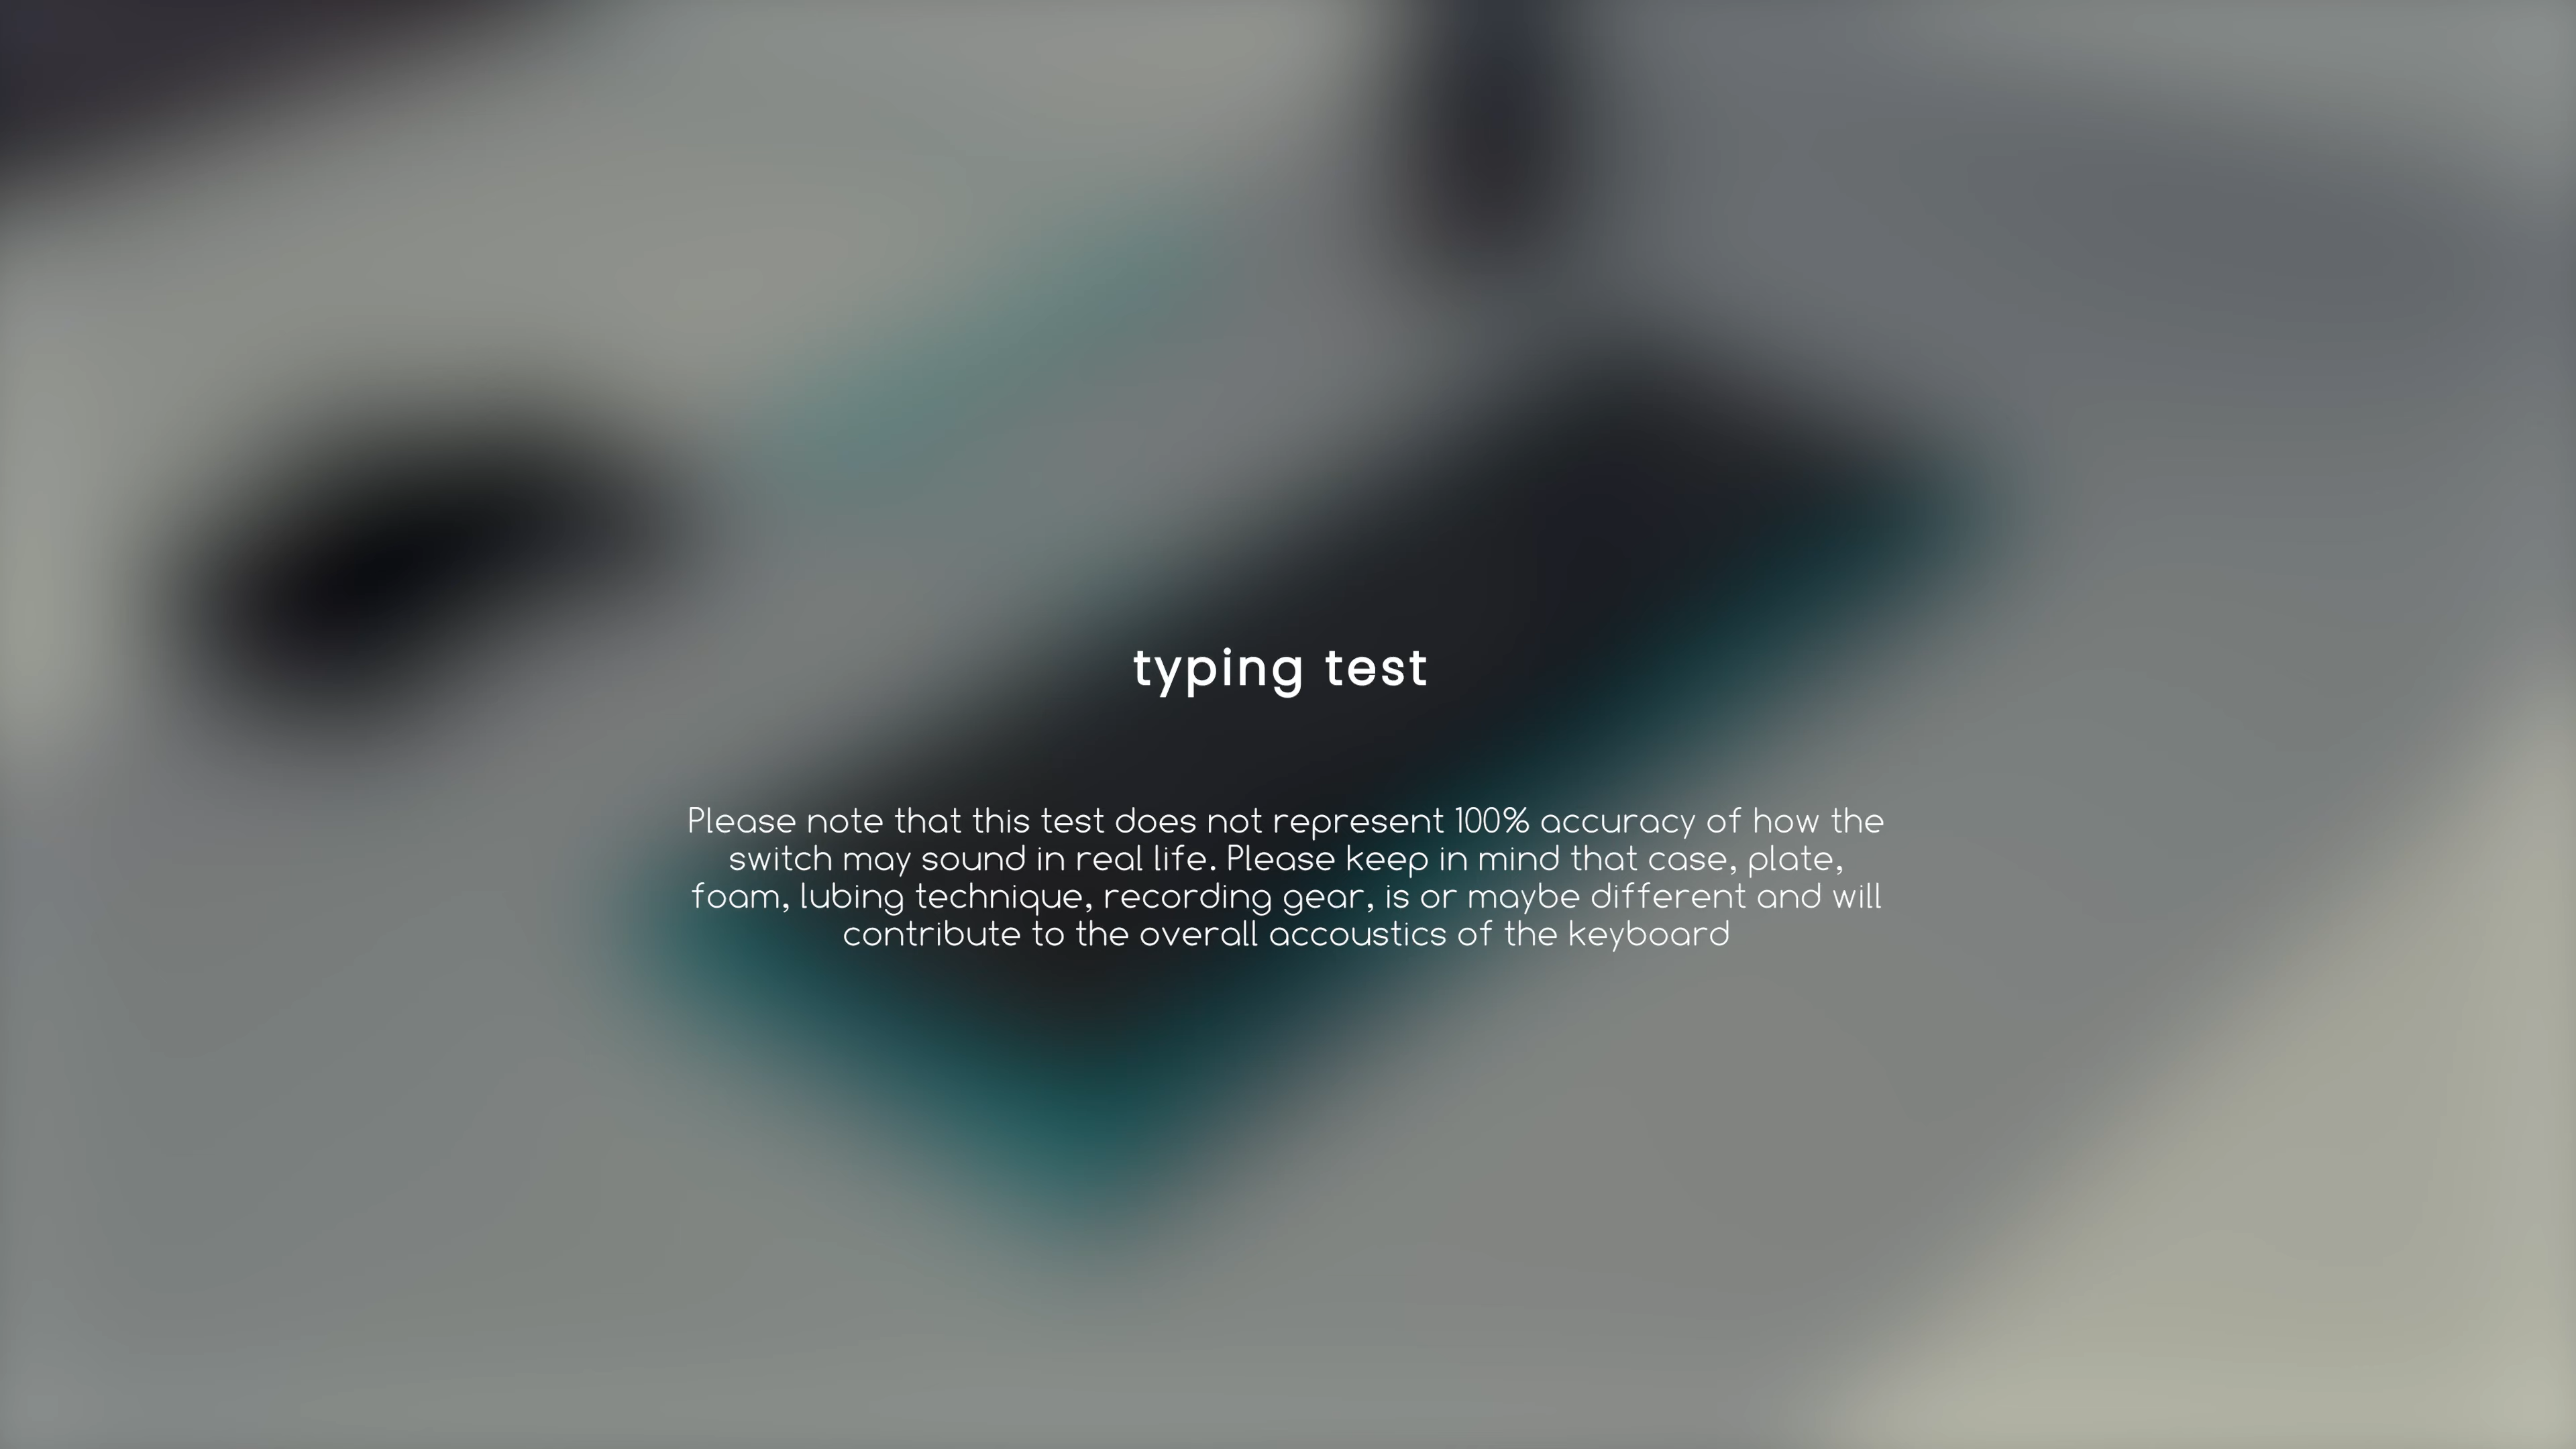 typing test
Please note that this test does not represent 100% accuracy of how the
switch may sound in real life. Please keep in mind that case, plate,
foam, lubing technique, recording gear, is or maybe different and will
contribute to the overall accoustics of the keyboard